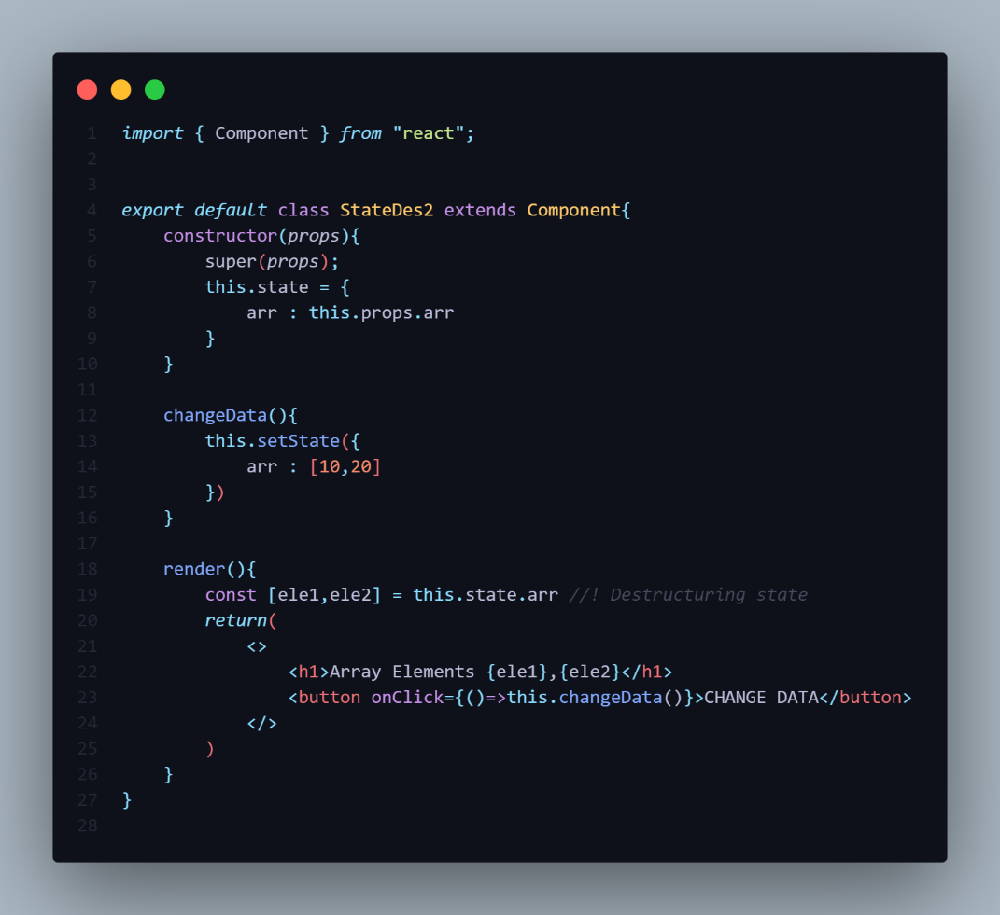 1 import { Component } from "react";
2
3
4 export default class StateDes2 extends Component{
5     constructor(props){
6         super(props);
7         this.state = {
8             arr : this.props.arr
9         }
10     }
11
12     changeData(){
13         this.setState({
14             arr : [10,20]
15         })
16     }
17
18     render(){
19         const [ele1,ele2] = this.state.arr //! Destructuring state
20         return(
21             <>
22                 <h1>Array Elements {ele1},{ele2}</h1>
23                 <button onClick={()=>this.changeData()}>CHANGE DATA</button>
24             </>
25         )
26     }
27 }
28